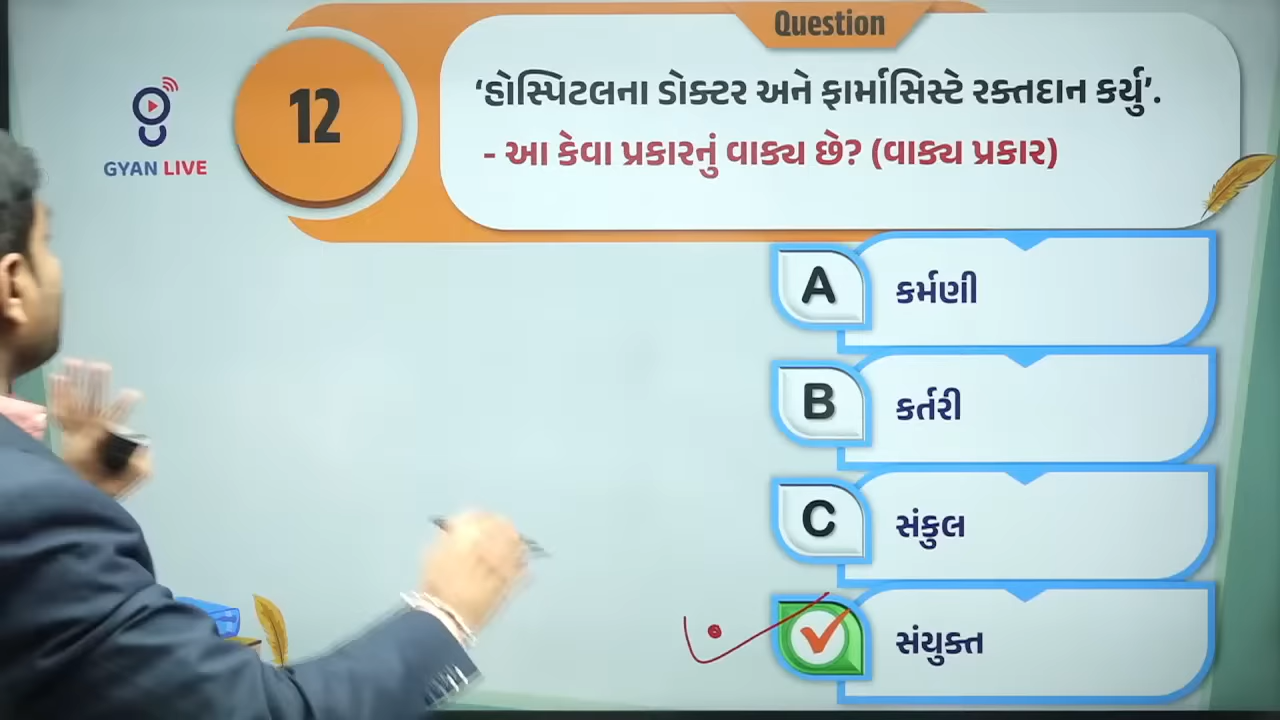 Question
12
GYAN LIVE
‘હોસ્પિટલના ડોક્ટર અને ફાર્માસિસ્ટે રક્તદાન કર્યું’.
- આ કેવા પ્રકારનું વાક્ય છે? (વાક્ય પ્રકાર)
A
કર્મણી
B
કર્તરી
C
સંકુલ
સંયુક્ત